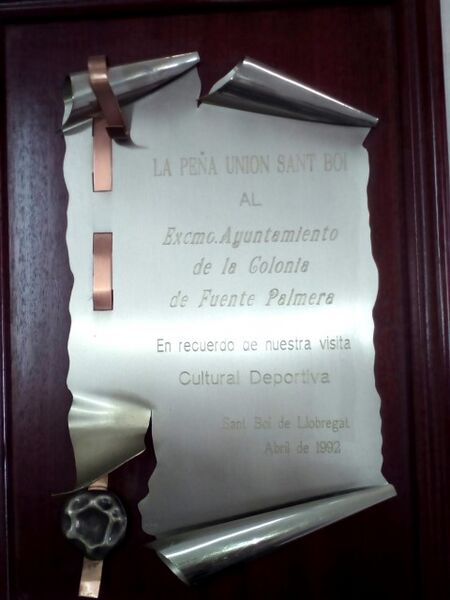 LA PEÑA UNION SANT BOI
AL
Excmo. Ayuntamiento
de la Colonia
de Fuente Palmera
En recuerdo de nuestra visita
Cultural Deportiva
Sant Boi de Llobregat
Abril de 1992